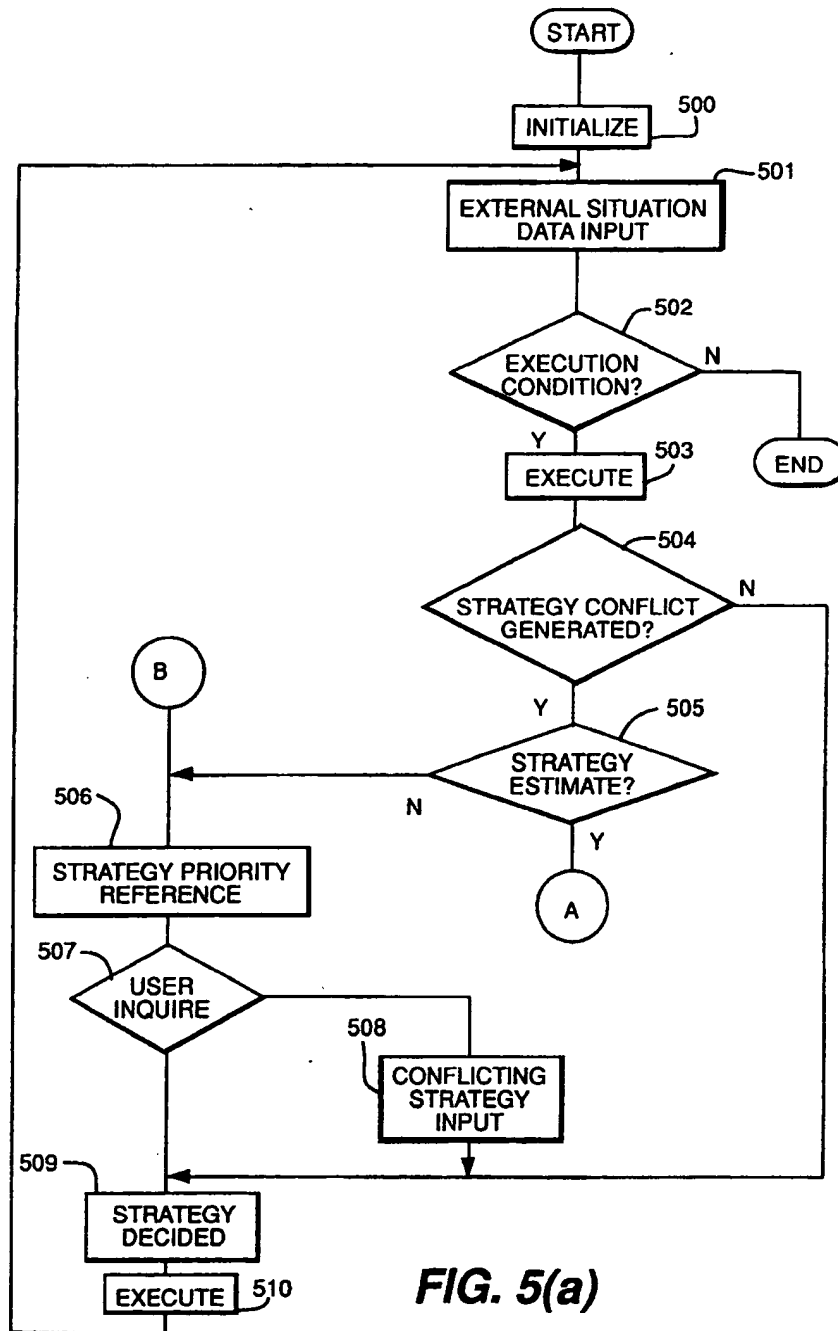 START
500
INITIALIZE
501
EXTERNAL SITUATION
DATA INPUT
502
EXECUTION
CONDITION?
N
Y
503
EXECUTE
END
504
STRATEGY CONFLICT
GENERATED?
N
B
Y
505
STRATEGY
ESTIMATE?
N
Y
506
STRATEGY PRIORITY
REFERENCE
A
507
USER
INQUIRE
508
CONFLICTING
STRATEGY
INPUT
509
STRATEGY
DECIDED
EXECUTE
510
FIG. 5(a)